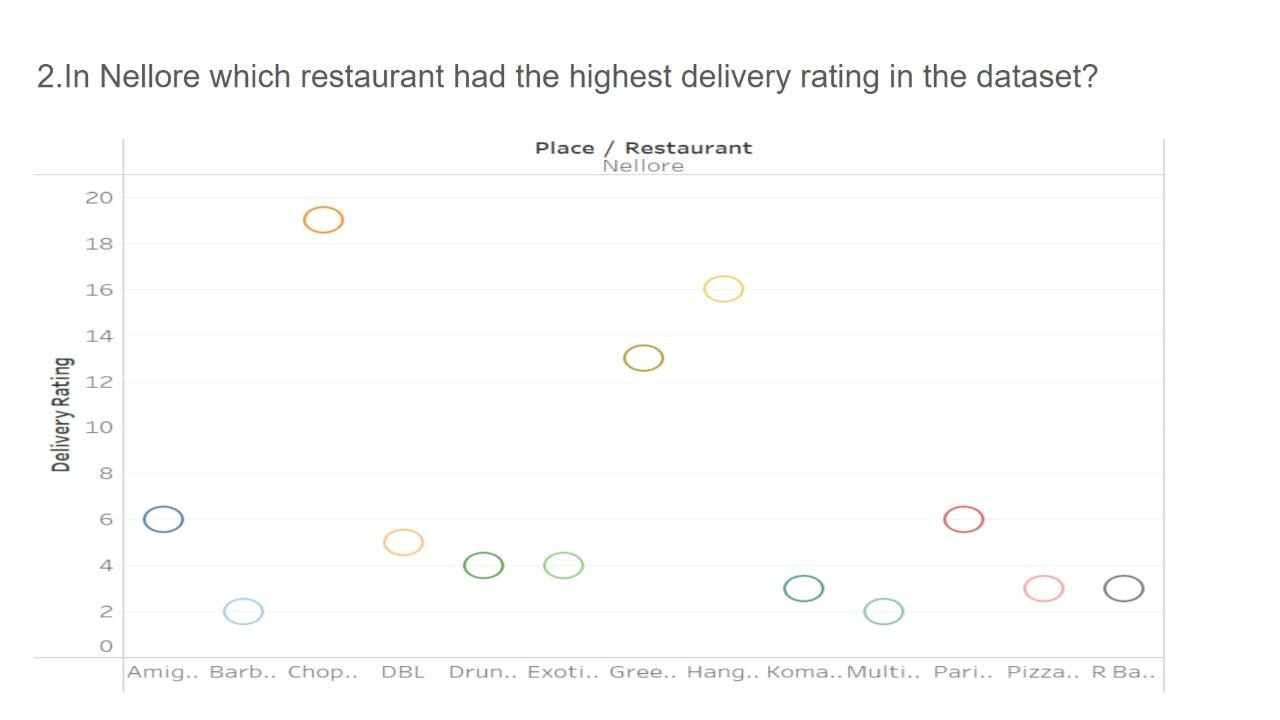 2.In Nellore which restaurant had the highest delivery rating in the dataset?
Place / Restaurant
Nellore
Delivery Rating
20
18
16
14
12
10
8
6
4
2
0
Amig.. Barb.. Chop.. DBL Drun.. Exoti.. Gree.. Hang.. Koma.. Multi.. Pari.. Pizza.. R Ba..